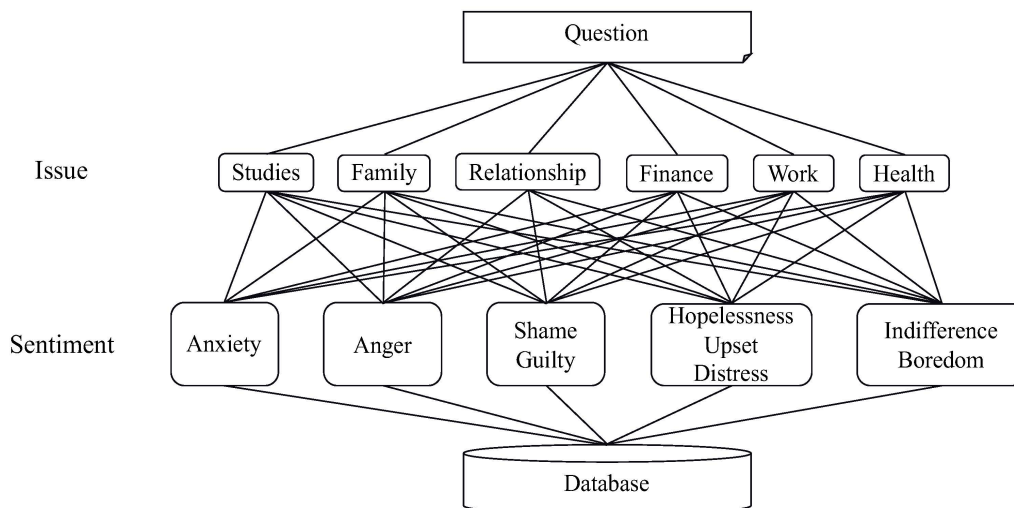 Question
Issue
Studies
Family
Relationship
Finance
Work
Health
Sentiment
Anxiety
Anger
Shame
Guilty
Hopelessness
Upset
Distress
Indifference
Boredom
Database